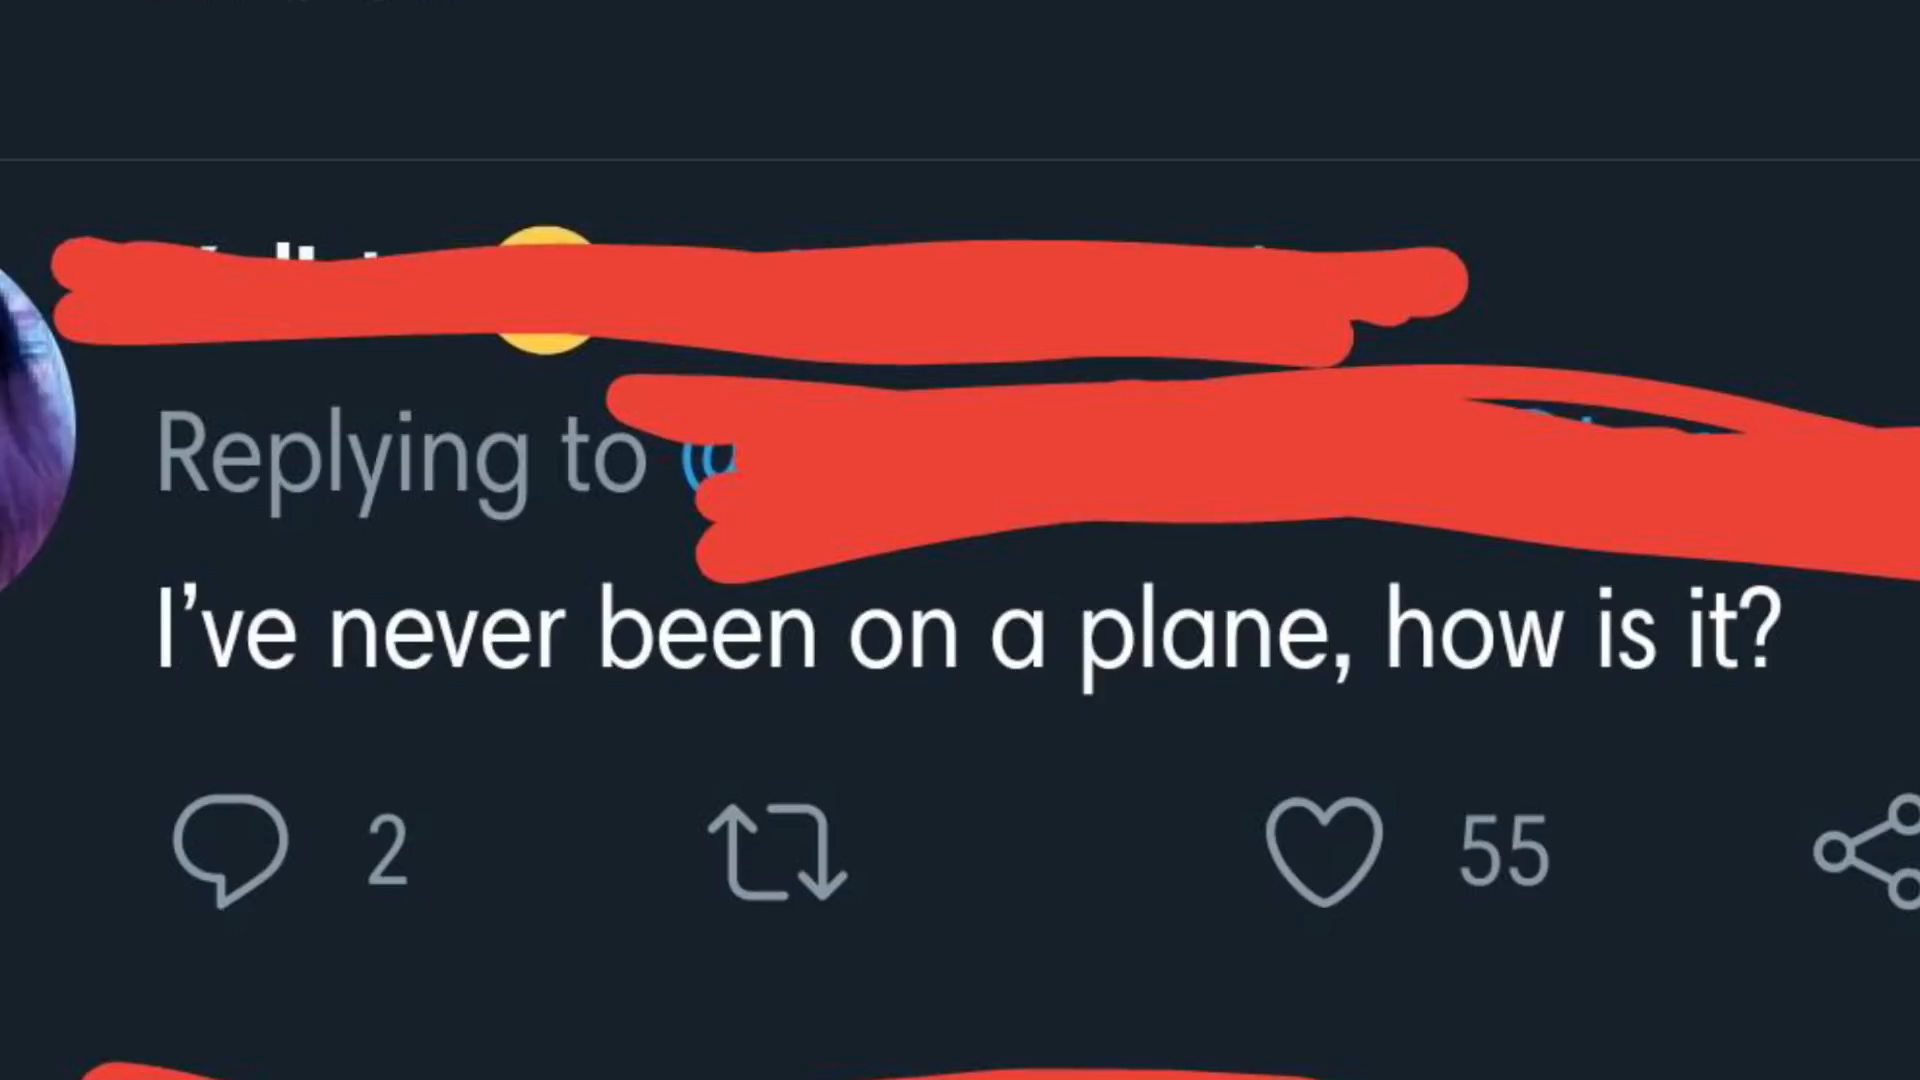 Replying to
I’ve never been on a plane, how is it?
2 55